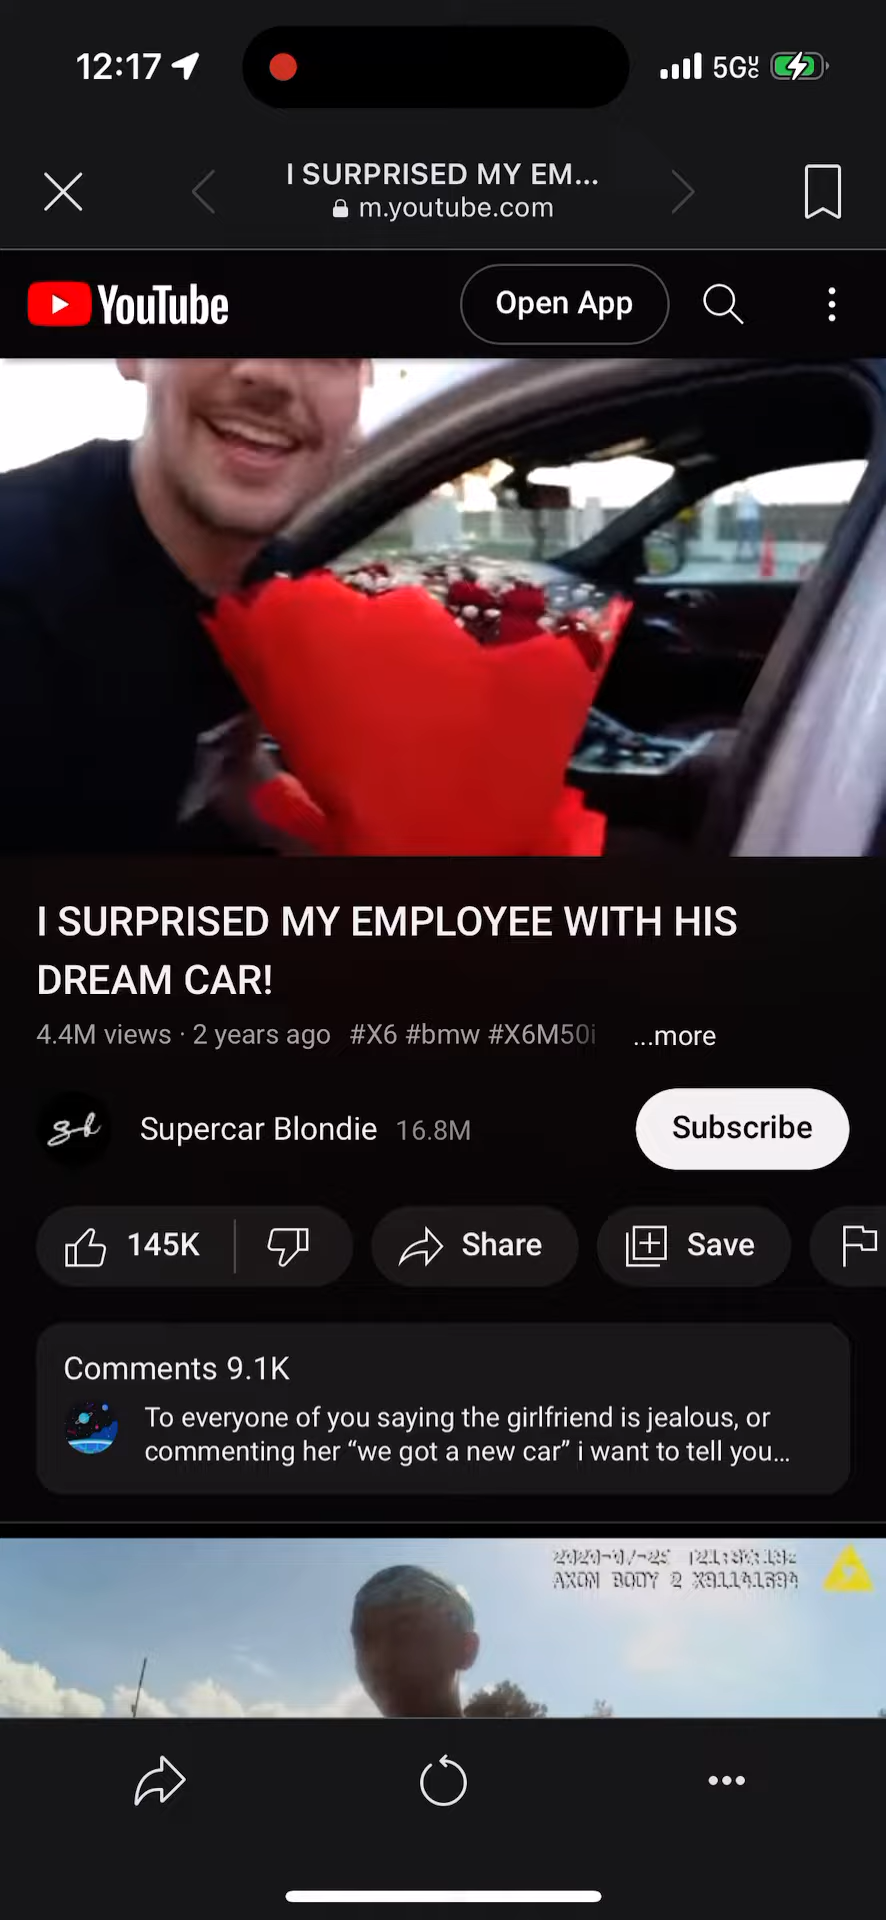 12:17
5G UC
I SURPRISED MY EM...
m.youtube.com
YouTube
Open App
I SURPRISED MY EMPLOYEE WITH HIS
DREAM CAR!
4.4M views · 2 years ago #X6 #bmw #X6M50i ...more
Supercar Blondie 16.8M
Subscribe
145K
Share
Save
Comments 9.1K
To everyone of you saying the girlfriend is jealous, or
commenting her “we got a new car” i want to tell you...
AXON BODY 2